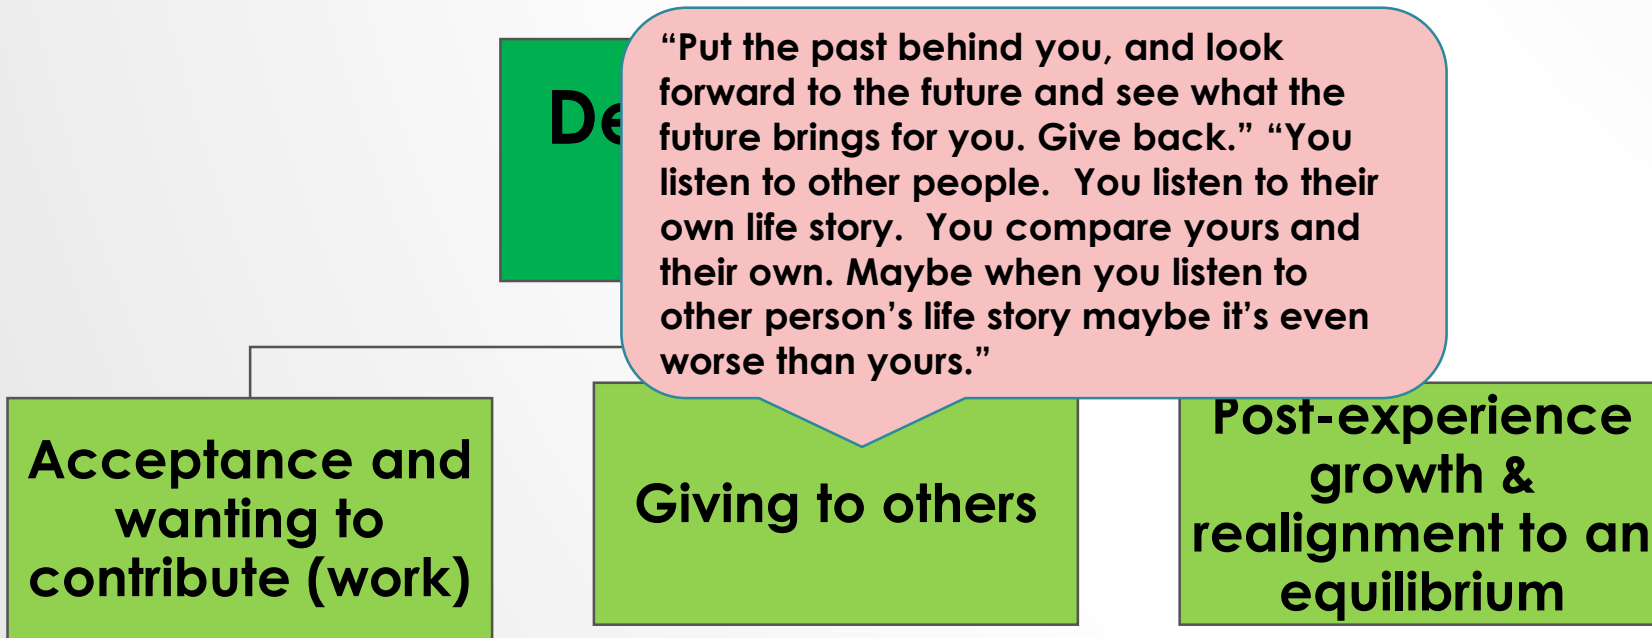 De
“Put the past behind you, and look
forward to the future and see what the
future brings for you. Give back.” “You
listen to other people.  You listen to their
own life story.  You compare yours and
their own. Maybe when you listen to
other person’s life story maybe it’s even
worse than yours.”
Acceptance and
wanting to
contribute (work)
Giving to others
Post-experience
growth &
realignment to an
equilibrium